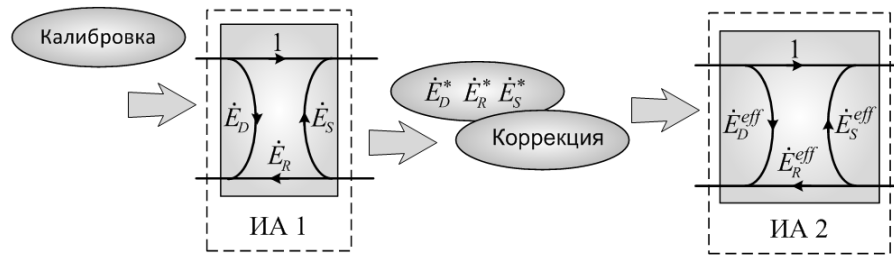 Калибровка
1
Ė_D
Ė_S
Ė_R
ИА 1
Ė*_D Ė*_R Ė*_S
Коррекция
1
Ė_D^eff
Ė_S^eff
Ė_R^eff
ИА 2